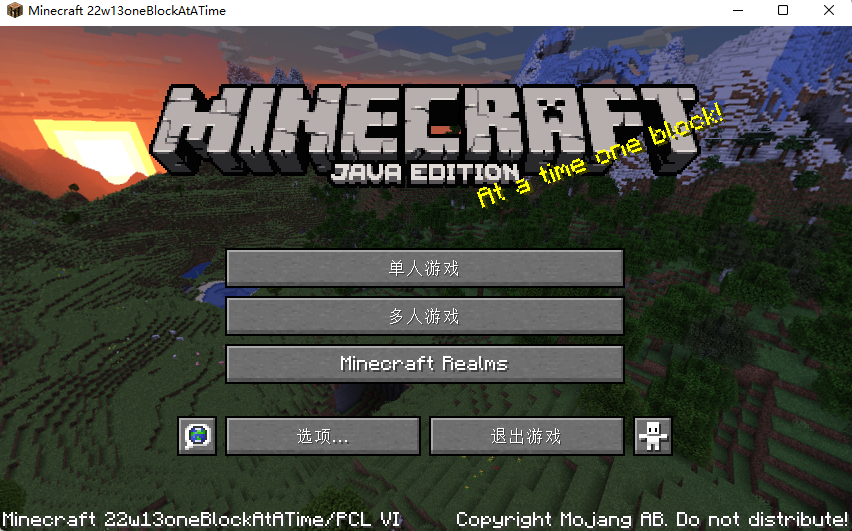 Minecraft 22w13oneBlockAtATime
MINECRAFT
JAVA EDITION
At a time one block!
单人游戏
多人游戏
Minecraft Realms
选项...
退出游戏
Minecraft 22w13oneBlockAtATime/PCL VI
Copyright Mojang AB. Do not distribute!